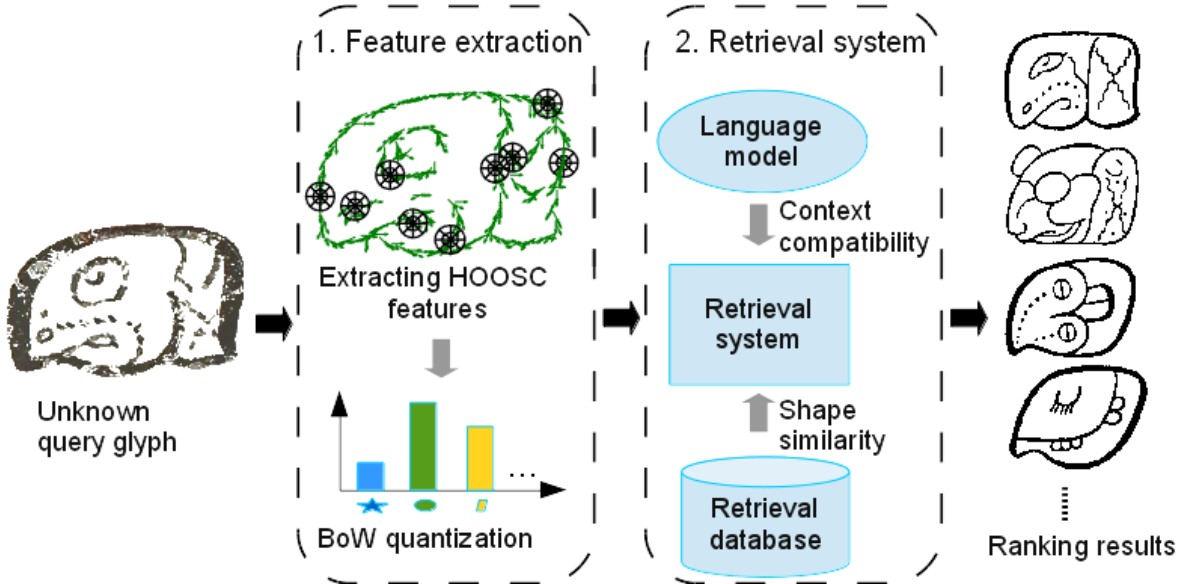 Unknown
query glyph
1. Feature extraction
Extracting HOOSC
features
...
BoW quantization
2. Retrieval system
Language
model
Context
compatibility
Retrieval
system
Shape
similarity
Retrieval
database
Ranking results